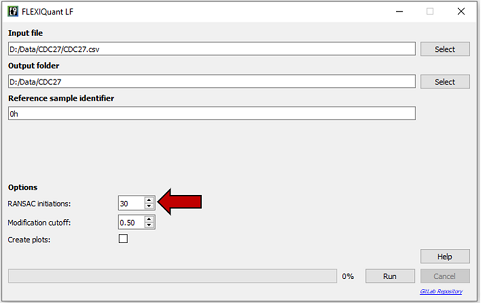 FLEXIQuant LF
Input file
D:/Data/CDC27/CDC27.csv
Select
Output folder
D:/Data/CDC27
Select
Reference sample identifier
0h
Options
RANSAC initiations: 30
Modification cutoff: 0.50
Create plots:
Help
0% Run Cancel
GitLab Repository